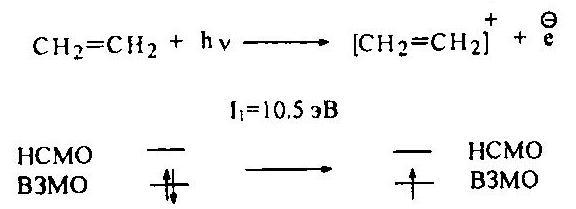 CH₂=CH₂ + hν ⟶ [CH₂=CH₂]⁺ + e⊖
I₁=10,5 эВ
НСМО НСМО
ВЗМО ВЗМО